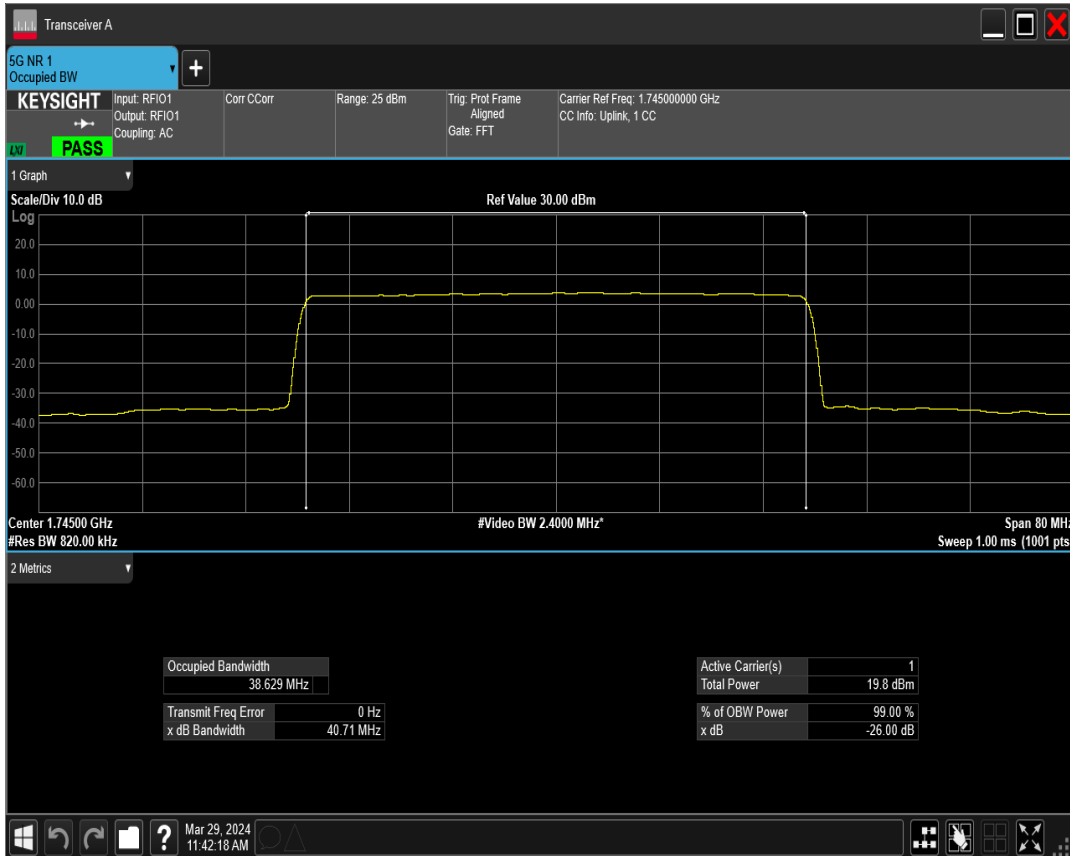 Transceiver A
5G NR 1
Occupied BW
KEYSIGHT
LXI
PASS
Input: RFIO1
Output: RFIO1
Coupling: AC
Corr CCorr
Range: 25 dBm
Trig: Prot Frame
Aligned
Gate: FFT
Carrier Ref Freq: 1.745000000 GHz
CC Info: Uplink, 1 CC
1 Graph
Scale/Div 10.0 dB
Ref Value 30.00 dBm
Log
20.0
10.0
0.00
-10.0
-20.0
-30.0
-40.0
-50.0
-60.0
Center 1.74500 GHz
#Video BW 2.4000 MHz*
Span 80 MHz
#Res BW 820.00 kHz
Sweep 1.00 ms (1001 pts
2 Metrics
Occupied Bandwidth
38.629 MHz
Transmit Freq Error 0 Hz
x dB Bandwidth 40.71 MHz
Active Carrier(s) 1
Total Power 19.8 dBm
% of OBW Power 99.00 %
x dB -26.00 dB
?
Mar 29, 2024
11:42:18 AM